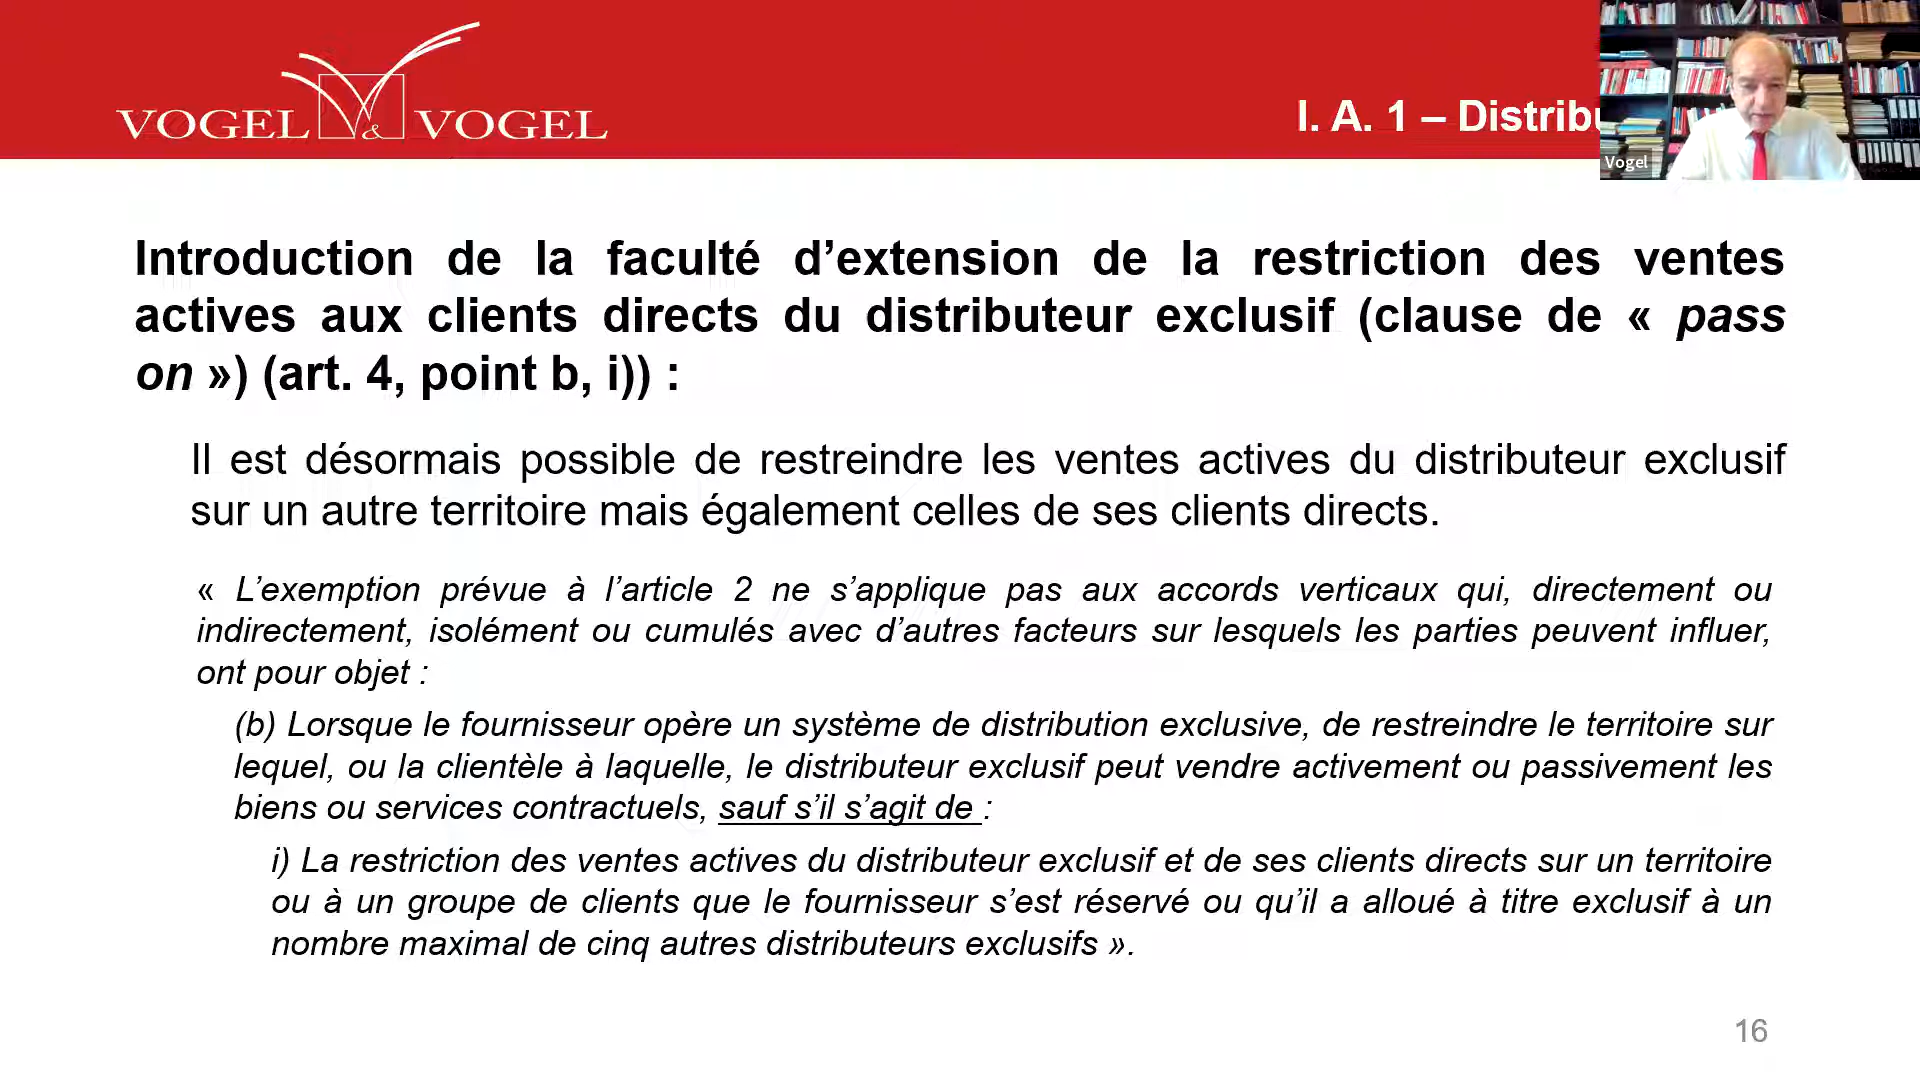 VOGEL & VOGEL
I. A. 1 – Distribu
Vogel
Introduction de la faculté d’extension de la restriction des ventes
actives aux clients directs du distributeur exclusif (clause de « pass
on ») (art. 4, point b, i)) :
Il est désormais possible de restreindre les ventes actives du distributeur exclusif
sur un autre territoire mais également celles de ses clients directs.
« L’exemption prévue à l’article 2 ne s’applique pas aux accords verticaux qui, directement ou
indirectement, isolément ou cumulés avec d’autres facteurs sur lesquels les parties peuvent influer,
ont pour objet :
(b) Lorsque le fournisseur opère un système de distribution exclusive, de restreindre le territoire sur
lequel, ou la clientèle à laquelle, le distributeur exclusif peut vendre activement ou passivement les
biens ou services contractuels, sauf s’il s’agit de :
i) La restriction des ventes actives du distributeur exclusif et de ses clients directs sur un territoire
ou à un groupe de clients que le fournisseur s’est réservé ou qu’il a alloué à titre exclusif à un
nombre maximal de cinq autres distributeurs exclusifs ».
16